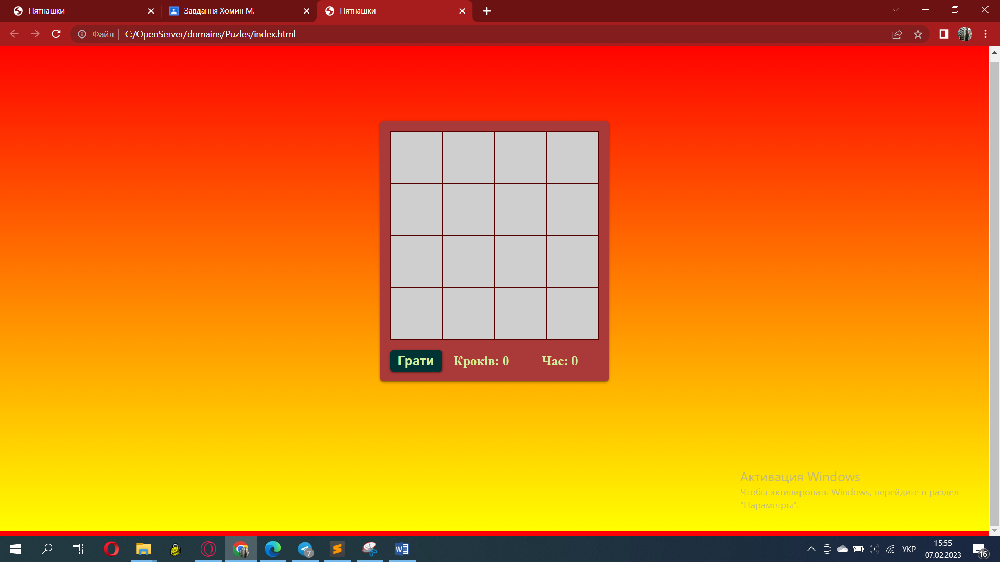 Пятнашки
Завдання Хомин М.
Пятнашки
Файл
C:/OpenServer/domains/Puzles/index.html
Грати
Кроків: 0
Час: 0
Активация Windows
Чтобы активировать Windows, перейдите в раздел
"Параметры".
7
УКР
15:55
07.02.2023
16